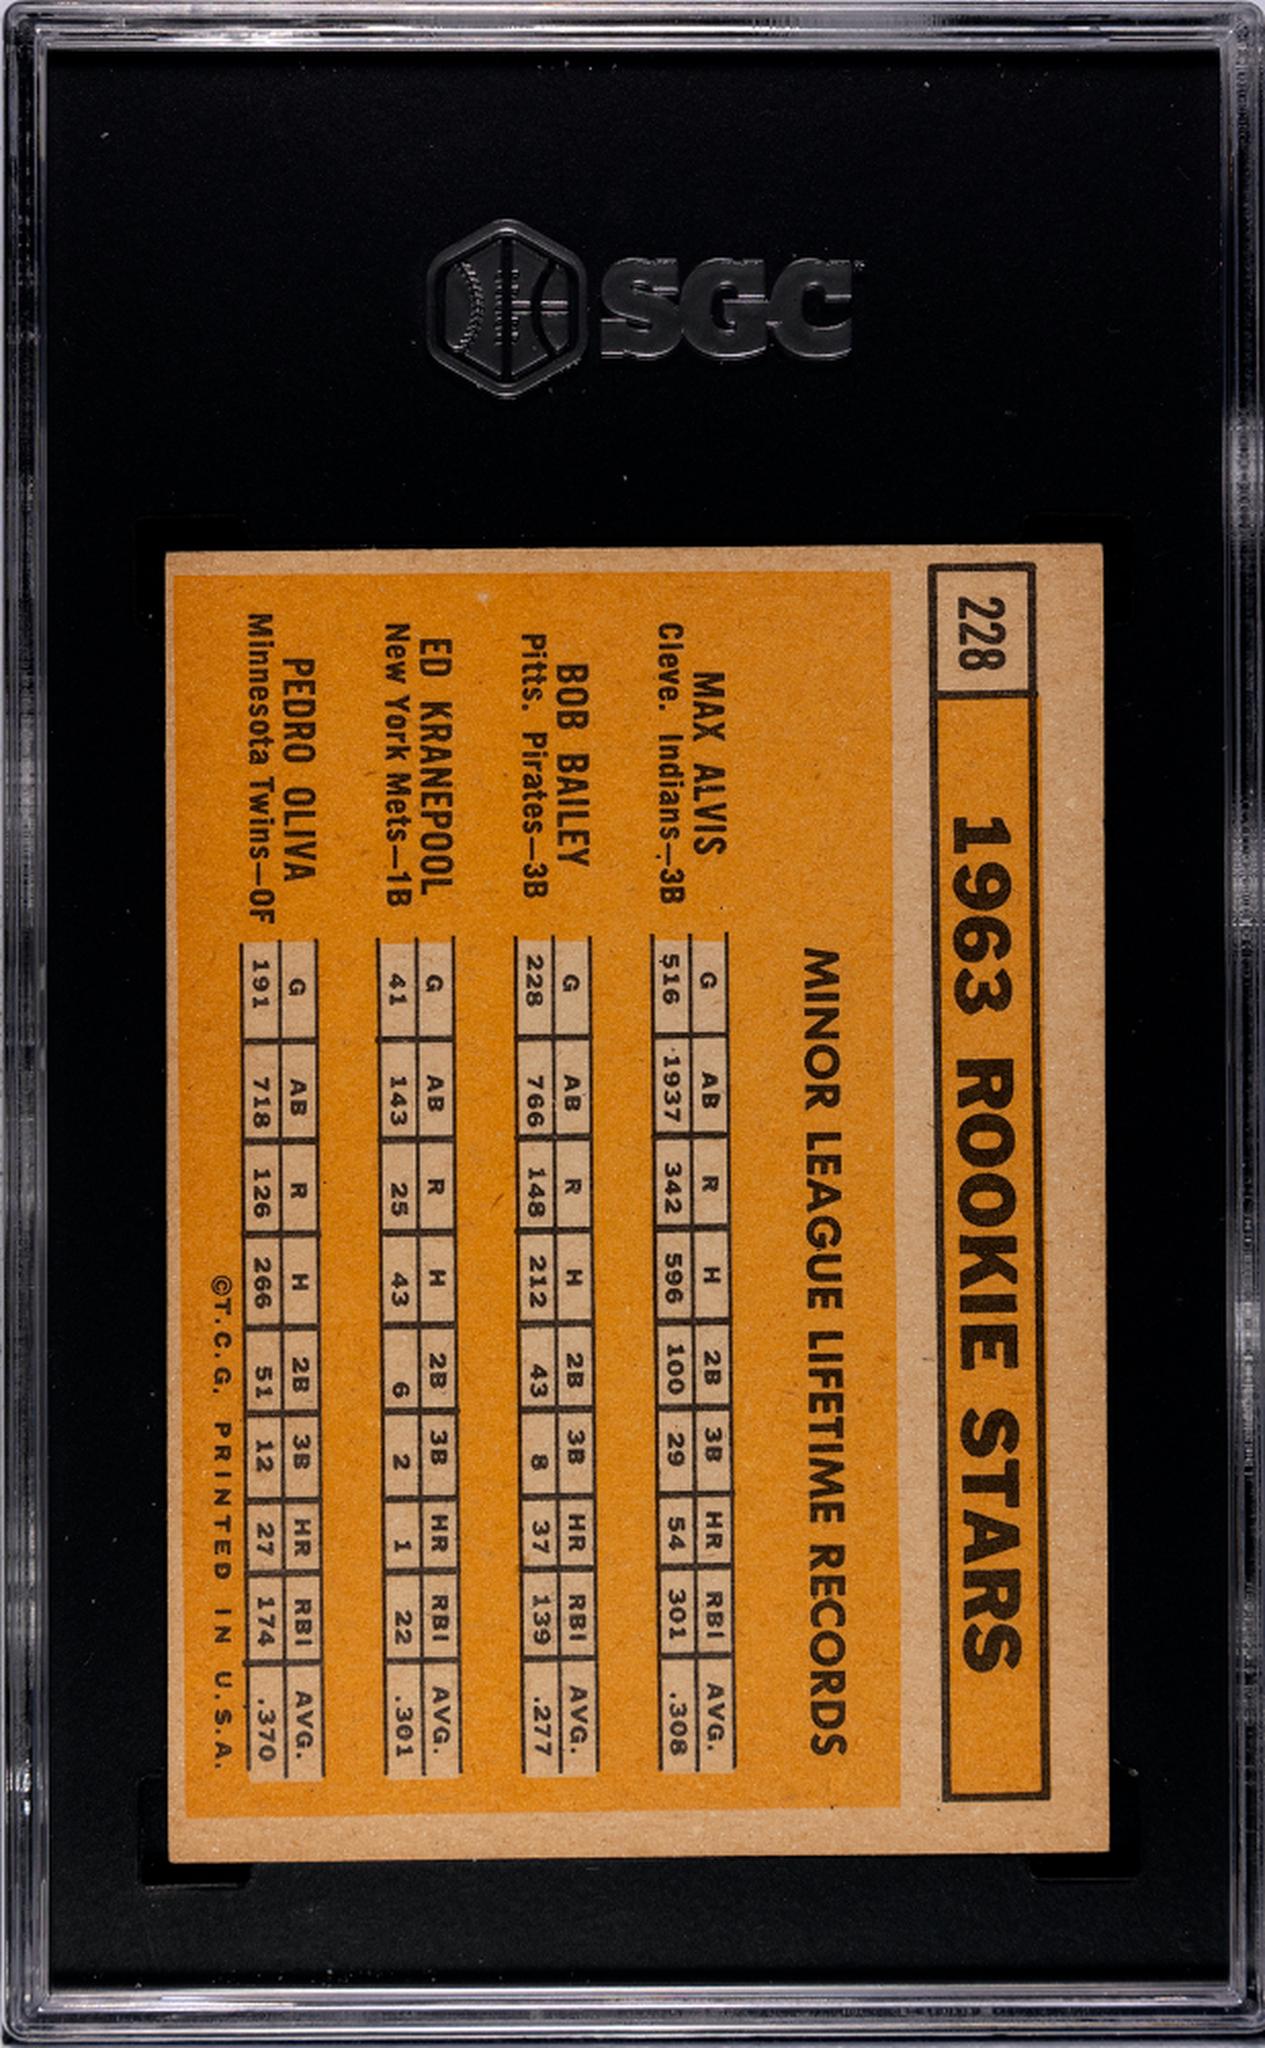 SGC
228
1963 ROOKIE STARS
MINOR LEAGUE LIFETIME RECORDS
MAX ALVIS
Cleve. Indians—3B
G AB R H 2B 3B HR RBI AVG.
516 1937 342 596 100 29 54 301 .308
BOB BAILEY
Pitts. Pirates—3B
G AB R H 2B 3B HR RBI AVG.
228 766 148 212 43 8 37 139 .277
ED KRANEPOOL
New York Mets—1B
G AB R H 2B 3B HR RBI AVG.
41 143 25 43 6 2 1 22 .301
PEDRO OLIVA
Minnesota Twins—OF
G AB R H 2B 3B HR RBI AVG.
191 718 126 266 51 12 27 174 .370
©T.C.G. PRINTED IN U.S.A.